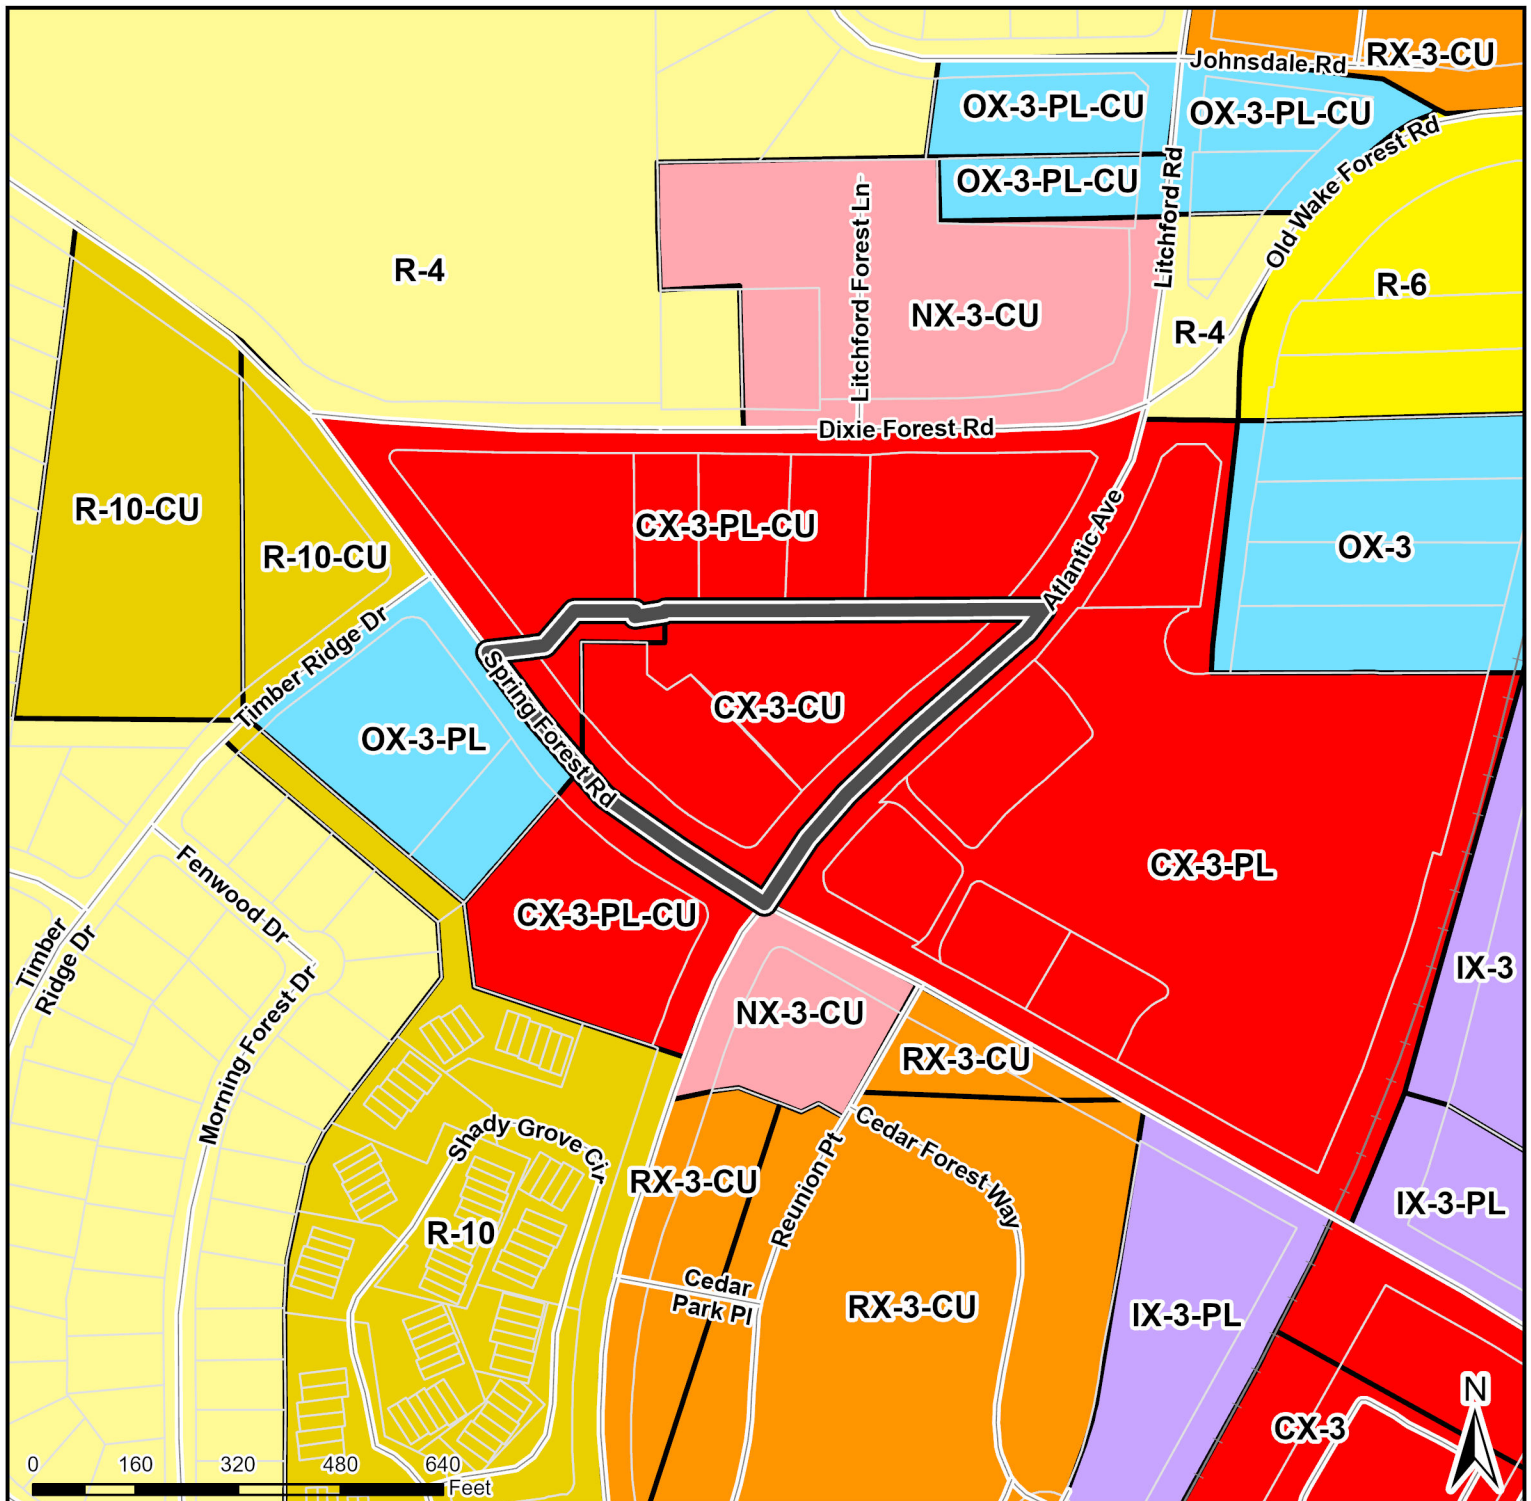 Johnsdale Rd
RX-3-CU
OX-3-PL-CU
OX-3-PL-CU
OX-3-PL-CU
Litchford Rd
Old Wake Forest Rd
Litchford Forest Ln
R-4
NX-3-CU
R-4
R-6
Dixie Forest Rd
R-10-CU
R-10-CU
CX-3-PL-CU
Atlantic Ave
OX-3
Timber Ridge Dr
OX-3-PL
Spring Forest Rd
CX-3-CU
CX-3-PL
Fenwood Dr
CX-3-PL-CU
Timber
Ridge Dr
IX-3
Morning Forest Dr
NX-3-CU
RX-3-CU
Shady Grove Cir
RX-3-CU
Reunion Pt
Cedar Forest Way
IX-3-PL
R-10
Cedar
Park Pl
RX-3-CU
IX-3-PL
CX-3
N
0 160 320 480 640
Feet